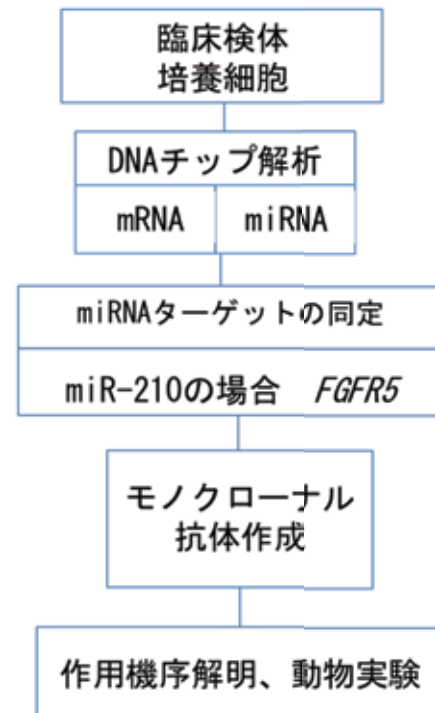 臨床検体
培養細胞
DNAチップ解析
mRNA miRNA
miRNAターゲットの同定
miR-210の場合 FGFR5
モノクローナル
抗体作成
作用機序解明、動物実験